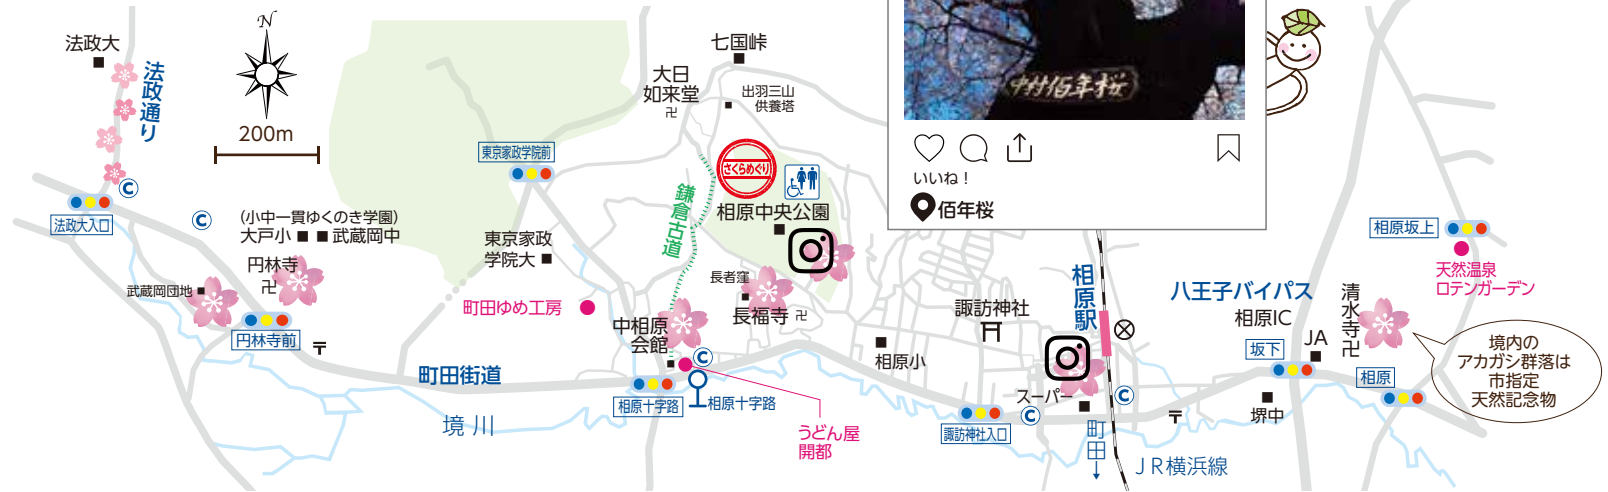 法政大
法政通り
N
200m
七国峠
大日
如来堂
卍
出羽三山
供養塔
中村佰年桜
いいね！
佰年桜
東京家政学院前
さくらめぐり
鎌倉古道
相原中央公園
C
法政大入口
C
(小中一貫ゆくのき学園)
大戸小 武蔵岡中
円林寺
卍
武蔵岡団地
円林寺前
〒
東京家政
学院大
町田ゆめ工房
長者窪
長福寺 卍
中相原
会館
C
町田街道
相原十字路
相原十字路
境川
うどん屋
開都
相原小
諏訪神社
諏訪神社入口
相原駅
スーパー
C
C
町田
JR横浜線
〒
八王子バイパス
相原IC
坂下
JA
堺中
清水寺卍
相原
相原坂上
天然温泉
ロテンガーデン
境内の
アカガシ群落は
市指定
天然記念物